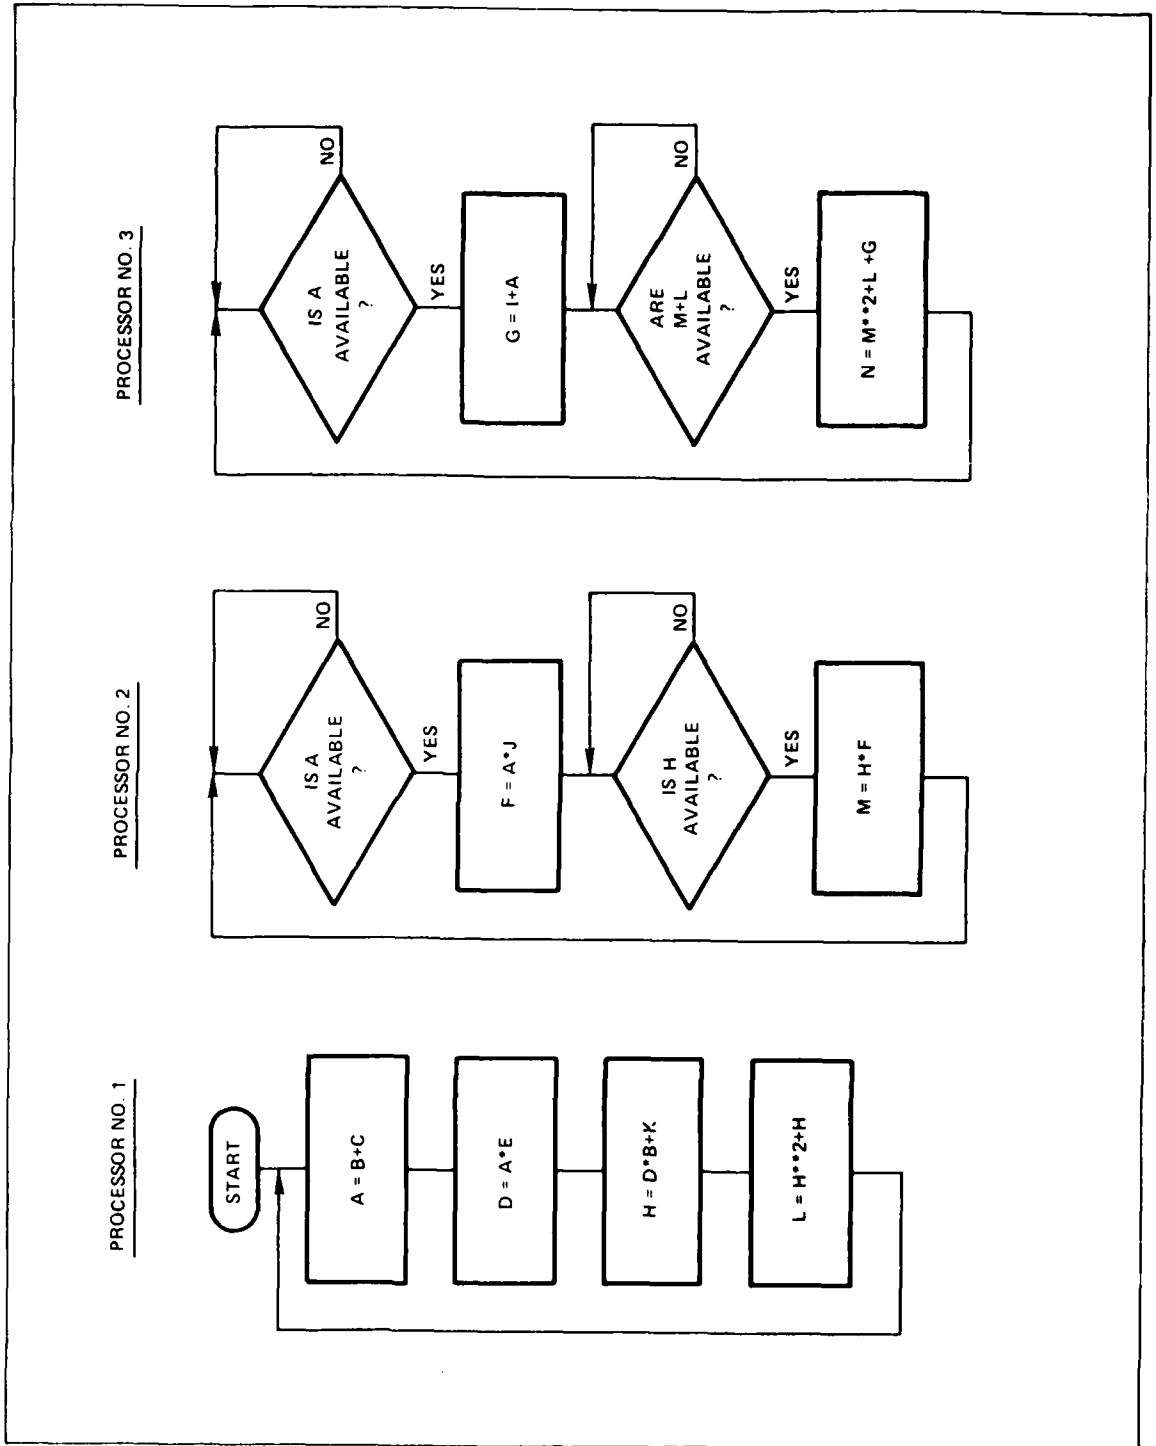 PROCESSOR NO. 1
START
A = B+C
D = A*E
H = D*B+K
L = H**2+H
PROCESSOR NO. 2
IS A
AVAILABLE
?
NO
YES
F = A*J
IS H
AVAILABLE
?
NO
YES
M = H*F
PROCESSOR NO. 3
IS A
AVAILABLE
?
NO
YES
G = I+A
ARE
M+L
AVAILABLE
?
NO
YES
N = M**2+L +G